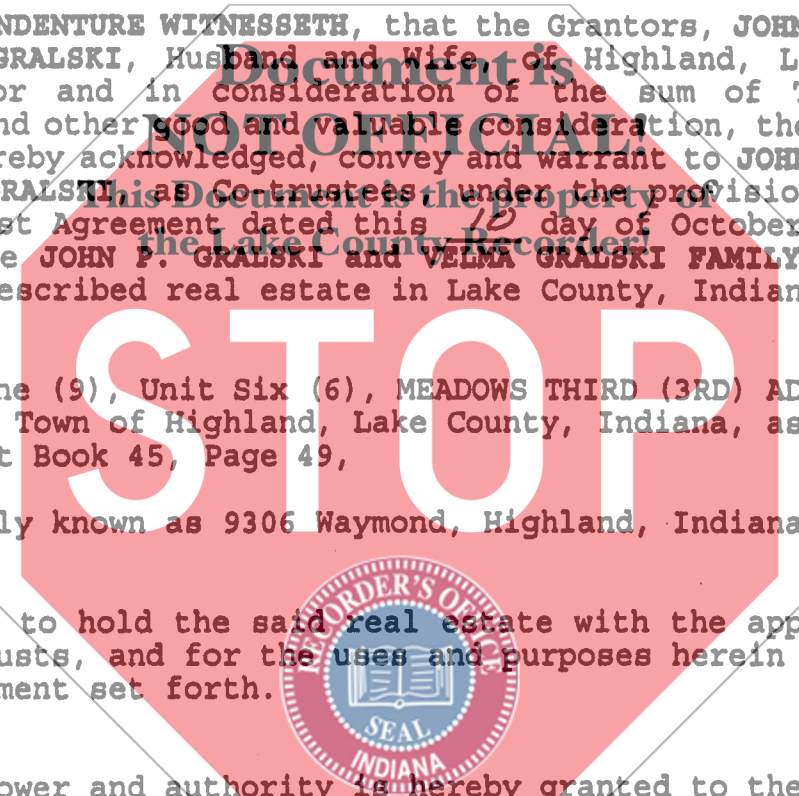 NDENTURE WITNESSETH, that the Grantors, JOHN
GRALSKI, Husband and Wife, of Highland, L
or and in consideration of the sum of T
nd other good and valuable consideration, the
reby acknowledged, convey and warrant to JOHN
RALSKI, as Co-trustees, under the provisio
st Agreement dated this day of October
e JOHN P. GRALSKI and VELMA GRALSKI FAMILY
escribed real estate in Lake County, Indian
Document is
NOT OFFICIAL!
This Document is the property of
the Lake County Recorder!
STOP
ne (9), Unit Six (6), MEADOWS THIRD (3RD) AD
Town of Highland, Lake County, Indiana, as
t Book 45, Page 49,
ly known as 9306 Waymond, Highland, Indiana
to hold the said real estate with the app
usts, and for the uses and purposes herein
ment set forth.
RECORDER'S OFFICE
SEAL
INDIANA
ower and authority is hereby granted to the